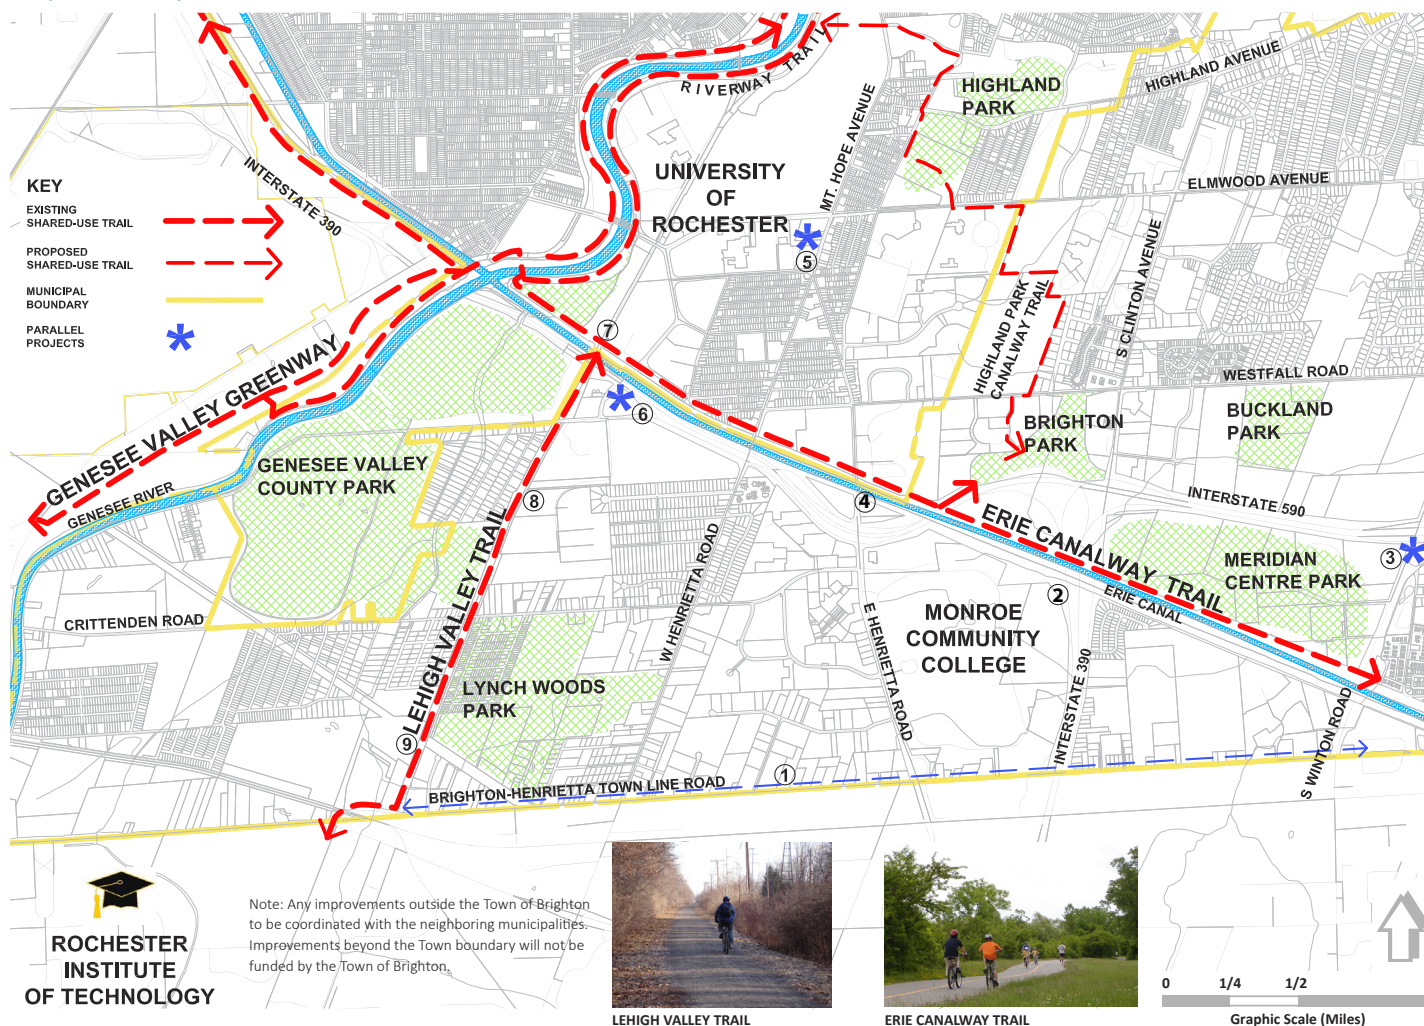 RIVERWAY TRAIL
HIGHLAND
PARK
HIGHLAND AVENUE
MT. HOPE AVENUE
UNIVERSITY
OF
ROCHESTER
ELMWOOD AVENUE
INTERSTATE 390
KEY
EXISTING
SHARED-USE TRAIL
PROPOSED
SHARED-USE TRAIL
MUNICIPAL
BOUNDARY
PARALLEL
PROJECTS
5
S CLINTON AVENUE
HIGHLAND PARK
CANALWAY TRAIL
7
WESTFALL ROAD
GENESEE VALLEY GREENWAY
6
BRIGHTON
PARK
BUCKLAND
PARK
GENESEE VALLEY
COUNTY PARK
GENESEE RIVER
8
4
INTERSTATE 590
ERIE CANALWAY TRAIL
MERIDIAN
CENTRE PARK
3
LEHIGH VALLEY TRAIL
W HENRIETTA ROAD
2
ERIE CANAL
CRITTENDEN ROAD
E HENRIETTA ROAD
MONROE
COMMUNITY
COLLEGE
INTERSTATE 390
LYNCH WOODS
PARK
S WINTON ROAD
9
1
BRIGHTON-HENRIETTA TOWN LINE ROAD
ROCHESTER
INSTITUTE
OF TECHNOLOGY
Note: Any improvements outside the Town of Brighton
to be coordinated with the neighboring municipalities.
Improvements beyond the Town boundary will not be
funded by the Town of Brighton.
LEHIGH VALLEY TRAIL
ERIE CANALWAY TRAIL
0 1/4 1/2
Graphic Scale (Miles)